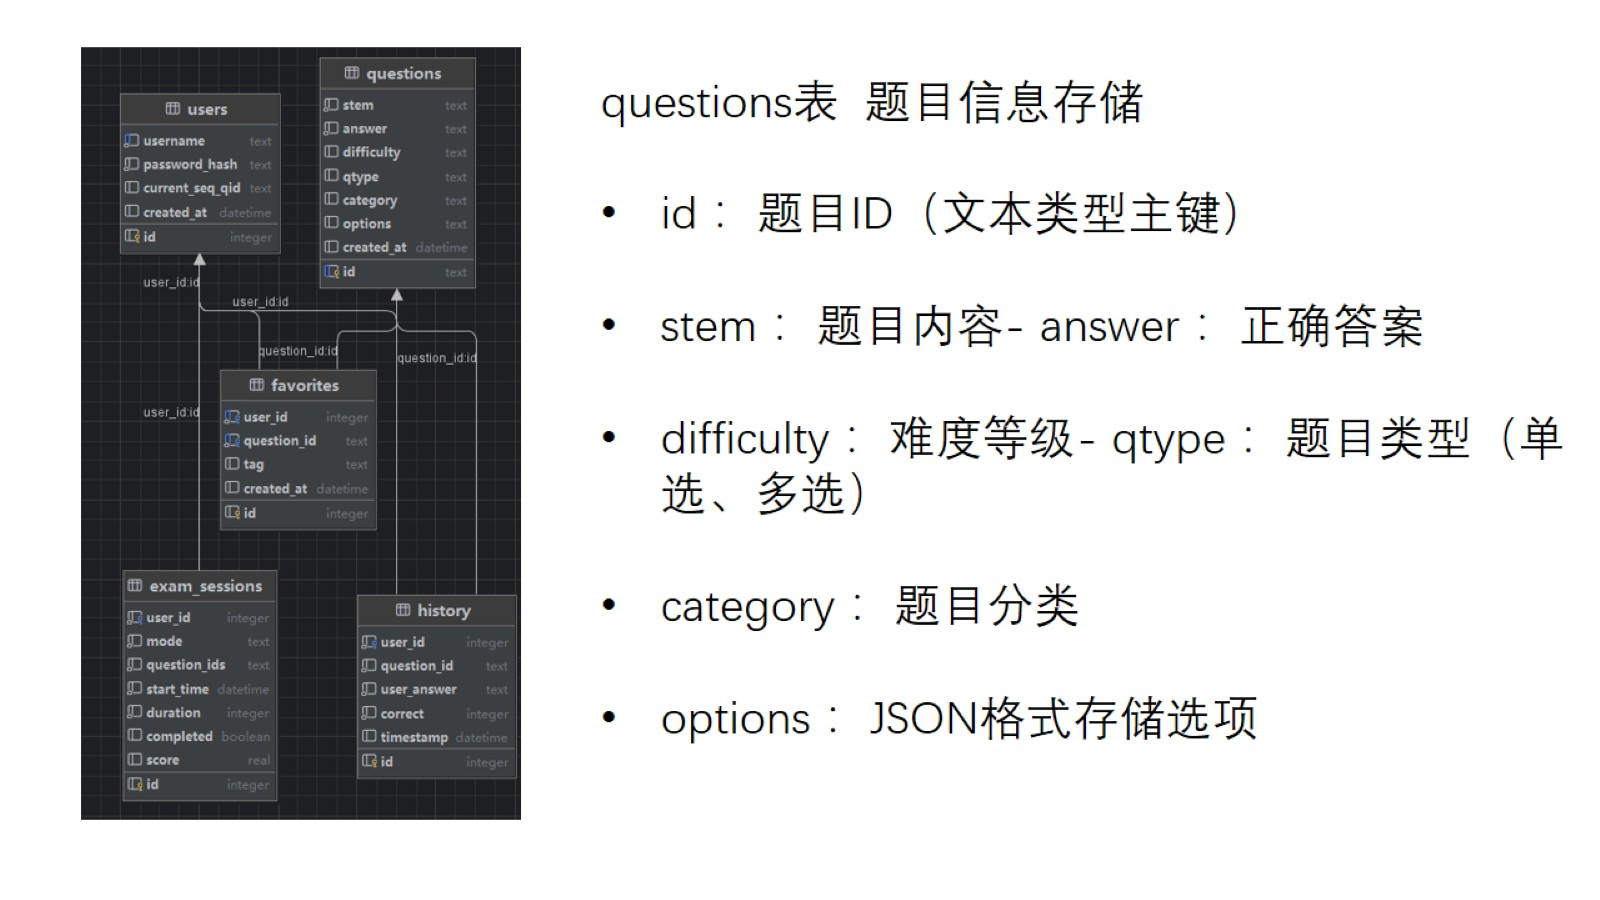 users
username text
password_hash text
current_seq_qid text
created_at datetime
id integer
questions
stem text
answer text
difficulty text
qtype text
category text
options text
created_at datetime
id text
user_id:id
user_id:id
question_id:id
question_id:id
user_id:id
favorites
user_id integer
question_id text
tag text
created_at datetime
id integer
exam_sessions
user_id integer
mode text
question_ids text
start_time datetime
duration integer
completed boolean
score real
id integer
history
user_id integer
question_id text
user_answer text
correct integer
timestamp datetime
id integer
questions表 题目信息存储
• id： 题目ID（文本类型主键）
• stem： 题目内容- answer： 正确答案
• difficulty： 难度等级- qtype： 题目类型（单
选、多选）
• category： 题目分类
• options： JSON格式存储选项